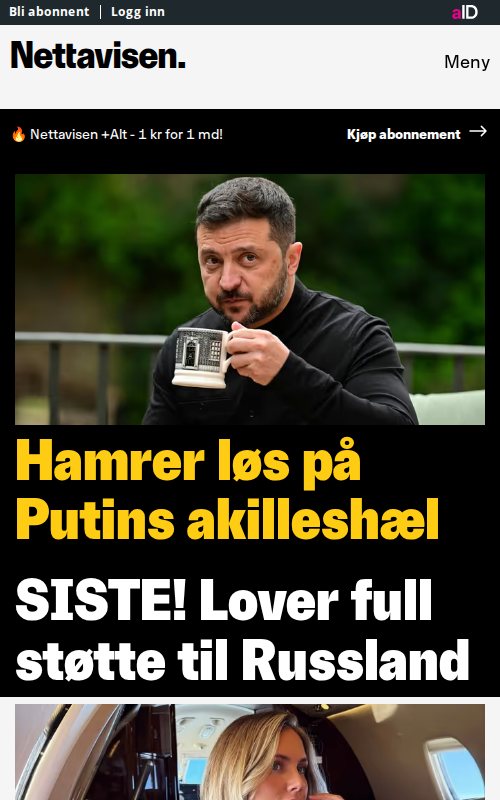 Bli abonnent | Logg inn
aID
Nettavisen.
Meny
🔥 Nettavisen +Alt - 1 kr for 1 md!
Kjøp abonnement →
Hamrer løs på
Putins akilleshæl
SISTE! Lover full
støtte til Russland